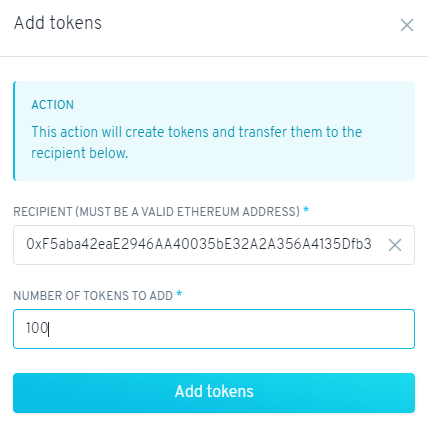 Add tokens
ACTION
This action will create tokens and transfer them to the
recipient below.
RECIPIENT (MUST BE A VALID ETHEREUM ADDRESS) *
0xF5aba42eaE2946AA40035bE32A2A356A4135Dfb3
NUMBER OF TOKENS TO ADD *
100
Add tokens